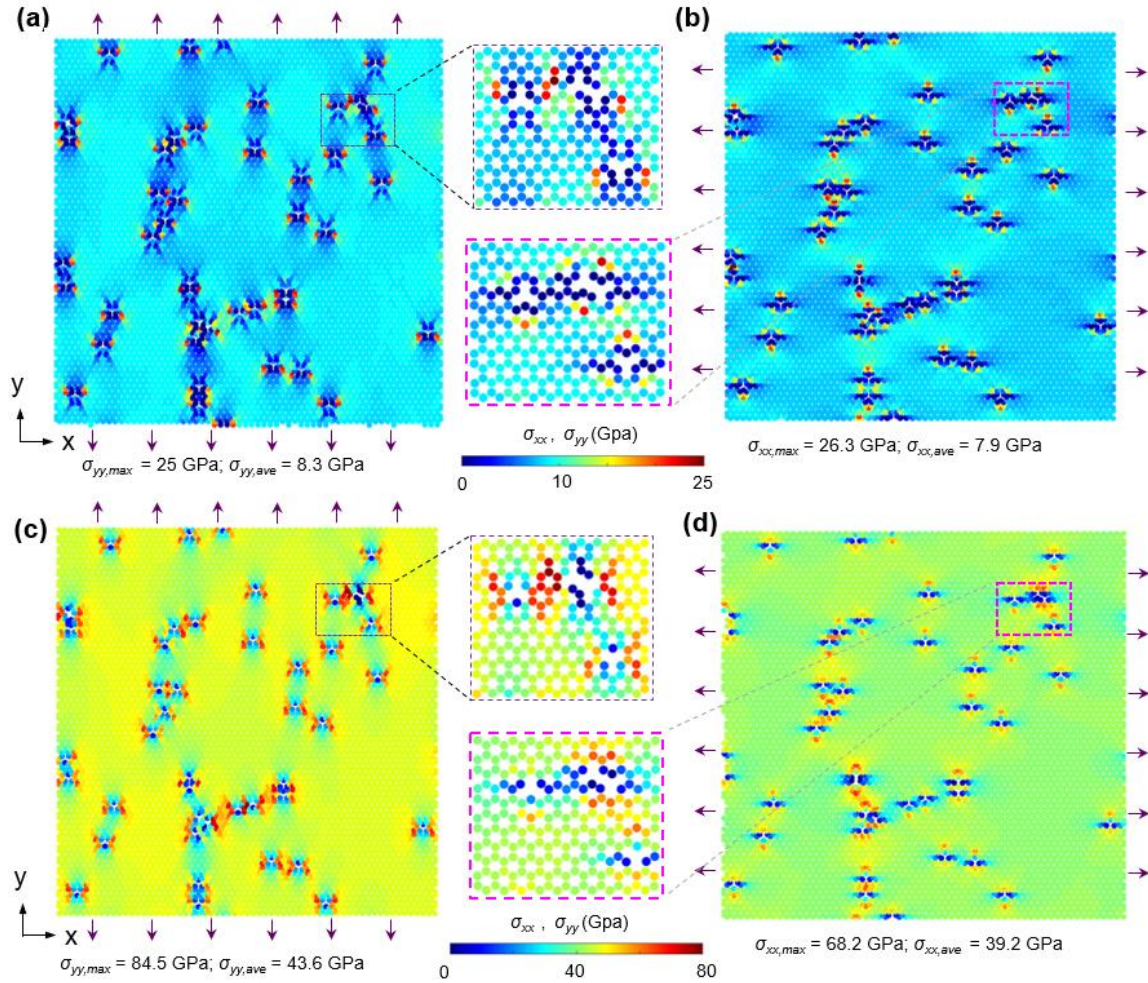 (a)
(b)
y
x
σyy,max = 25 GPa; σyy,ave = 8.3 GPa
σxx , σyy (Gpa)
0 10 25
σxx,max = 26.3 GPa; σxx,ave = 7.9 GPa
(c)
(d)
y
x
σyy,max = 84.5 GPa; σyy,ave = 43.6 GPa
σxx , σyy (Gpa)
0 40 80
σxx,max = 68.2 GPa; σxx,ave = 39.2 GPa